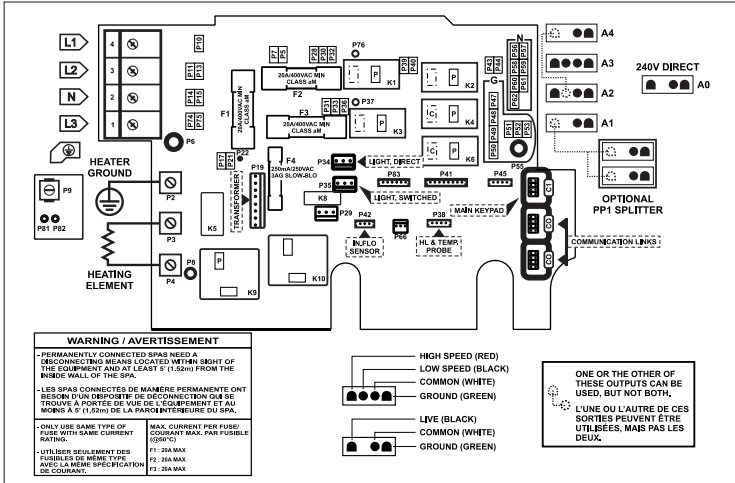 L1
L2
N
L3
4
3
2
1
P10
P11
P13
P14
P15
P74
P75
P6
P7
P5
P28
P30
P32
20A/400VAC MIN
CLASS aM
F2
F1
20A/400VAC MIN
CLASS aM
P31
P33
P36
20A/400VAC MIN
CLASS aM
F3
P76
P
K1
P39
P40
P37
P
K3
P
K2
C
K4
C
K6
P43
P44
G
N
P47
P48
P49
P50
P56
P57
P58
P59
P60
P61
P62
P51
P52
P53
P55
A4
A3
A2
A1
240V DIRECT
A0
OPTIONAL
PP1 SPLITTER
P9
P81 P82
HEATER
GROUND
HEATING
ELEMENT
P2
P3
P4
P8
P17
P21
P22
P19
TRANSFORMER
F4
250mA/250VAC
3AG SLOW-BLO
K5
K8
P34
LIGHT, DIRECT
P35
LIGHT, SWITCHED
P29
P83
P41
P45
P42
IN.FLO
SENSOR
P66
P38
HL & TEMP.
PROBE
MAIN KEYPAD
C1
CO
CO
COMMUNICATION LINKS
P
K9
K10
WARNING / AVERTISSEMENT
- PERMANENTLY CONNECTED SPAS NEED A
DISCONNECTING MEANS LOCATED WITHIN SIGHT OF
THE EQUIPMENT AND AT LEAST 5' (1.52m) FROM THE
INSIDE WALL OF THE SPA.
- LES SPAS CONNECTÉS DE MANIÈRE PERMANENTE ONT
BESOIN D'UN DISPOSITIF DE DÉCONNECTION QUI SE
TROUVE À PORTÉE DE VUE DE L'ÉQUIPEMENT ET AU
MOINS À 5' (1,52m) DE LA PAROI INTÉRIEURE DU SPA.
- ONLY USE SAME TYPE OF
FUSE WITH SAME CURRENT
RATING.
- UTILISER SEULEMENT DES
FUSIBLES DE MÊME TYPE
AVEC LA MÊME SPÉCIFICATION
DE COURANT.
MAX. CURRENT PER FUSE/
COURANT MAX. PAR FUSIBLE
(@50°C)
F1 : 20A MAX
F2 : 20A MAX
F3 : 20A MAX
HIGH SPEED (RED)
LOW SPEED (BLACK)
COMMON (WHITE)
GROUND (GREEN)
LIVE (BLACK)
COMMON (WHITE)
GROUND (GREEN)
ONE OR THE OTHER OF
THESE OUTPUTS CAN BE
USED, BUT NOT BOTH.
L'UNE OU L'AUTRE DE CES
SORTIES PEUVENT ÊTRE
UTILISÉES, MAIS PAS LES
DEUX.